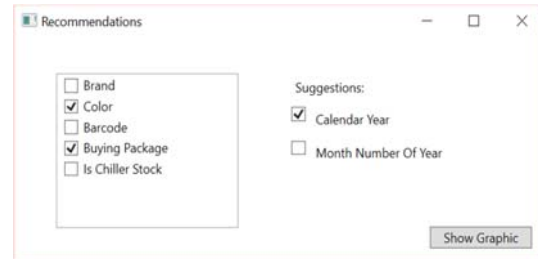 Recommendations
Brand
Color
Barcode
Buying Package
Is Chiller Stock
Suggestions:
Calendar Year
Month Number Of Year
Show Graphic